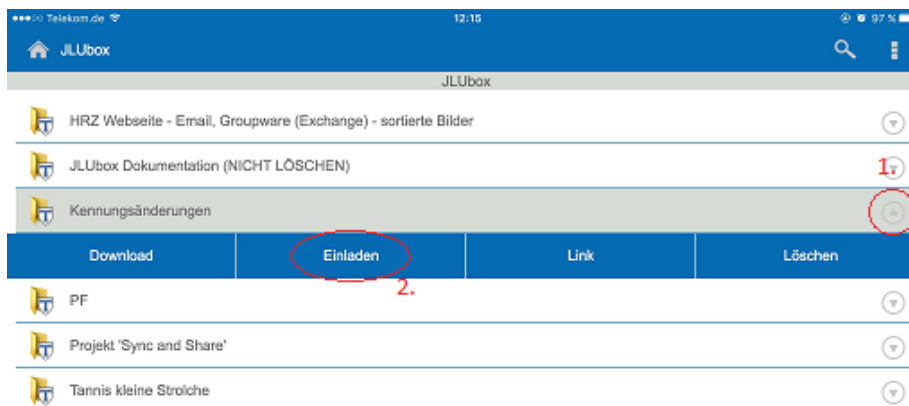 Telekom.de 12:15 97 %
JLUbox
JLUbox
HRZ Webseite - Email, Groupware (Exchange) - sortierte Bilder
JLUbox Dokumentation (NICHT LÖSCHEN)
1.
Kennungsänderungen
Download Einladen Link Löschen
2.
PF
Projekt 'Sync and Share'
Tannis kleine Strolche